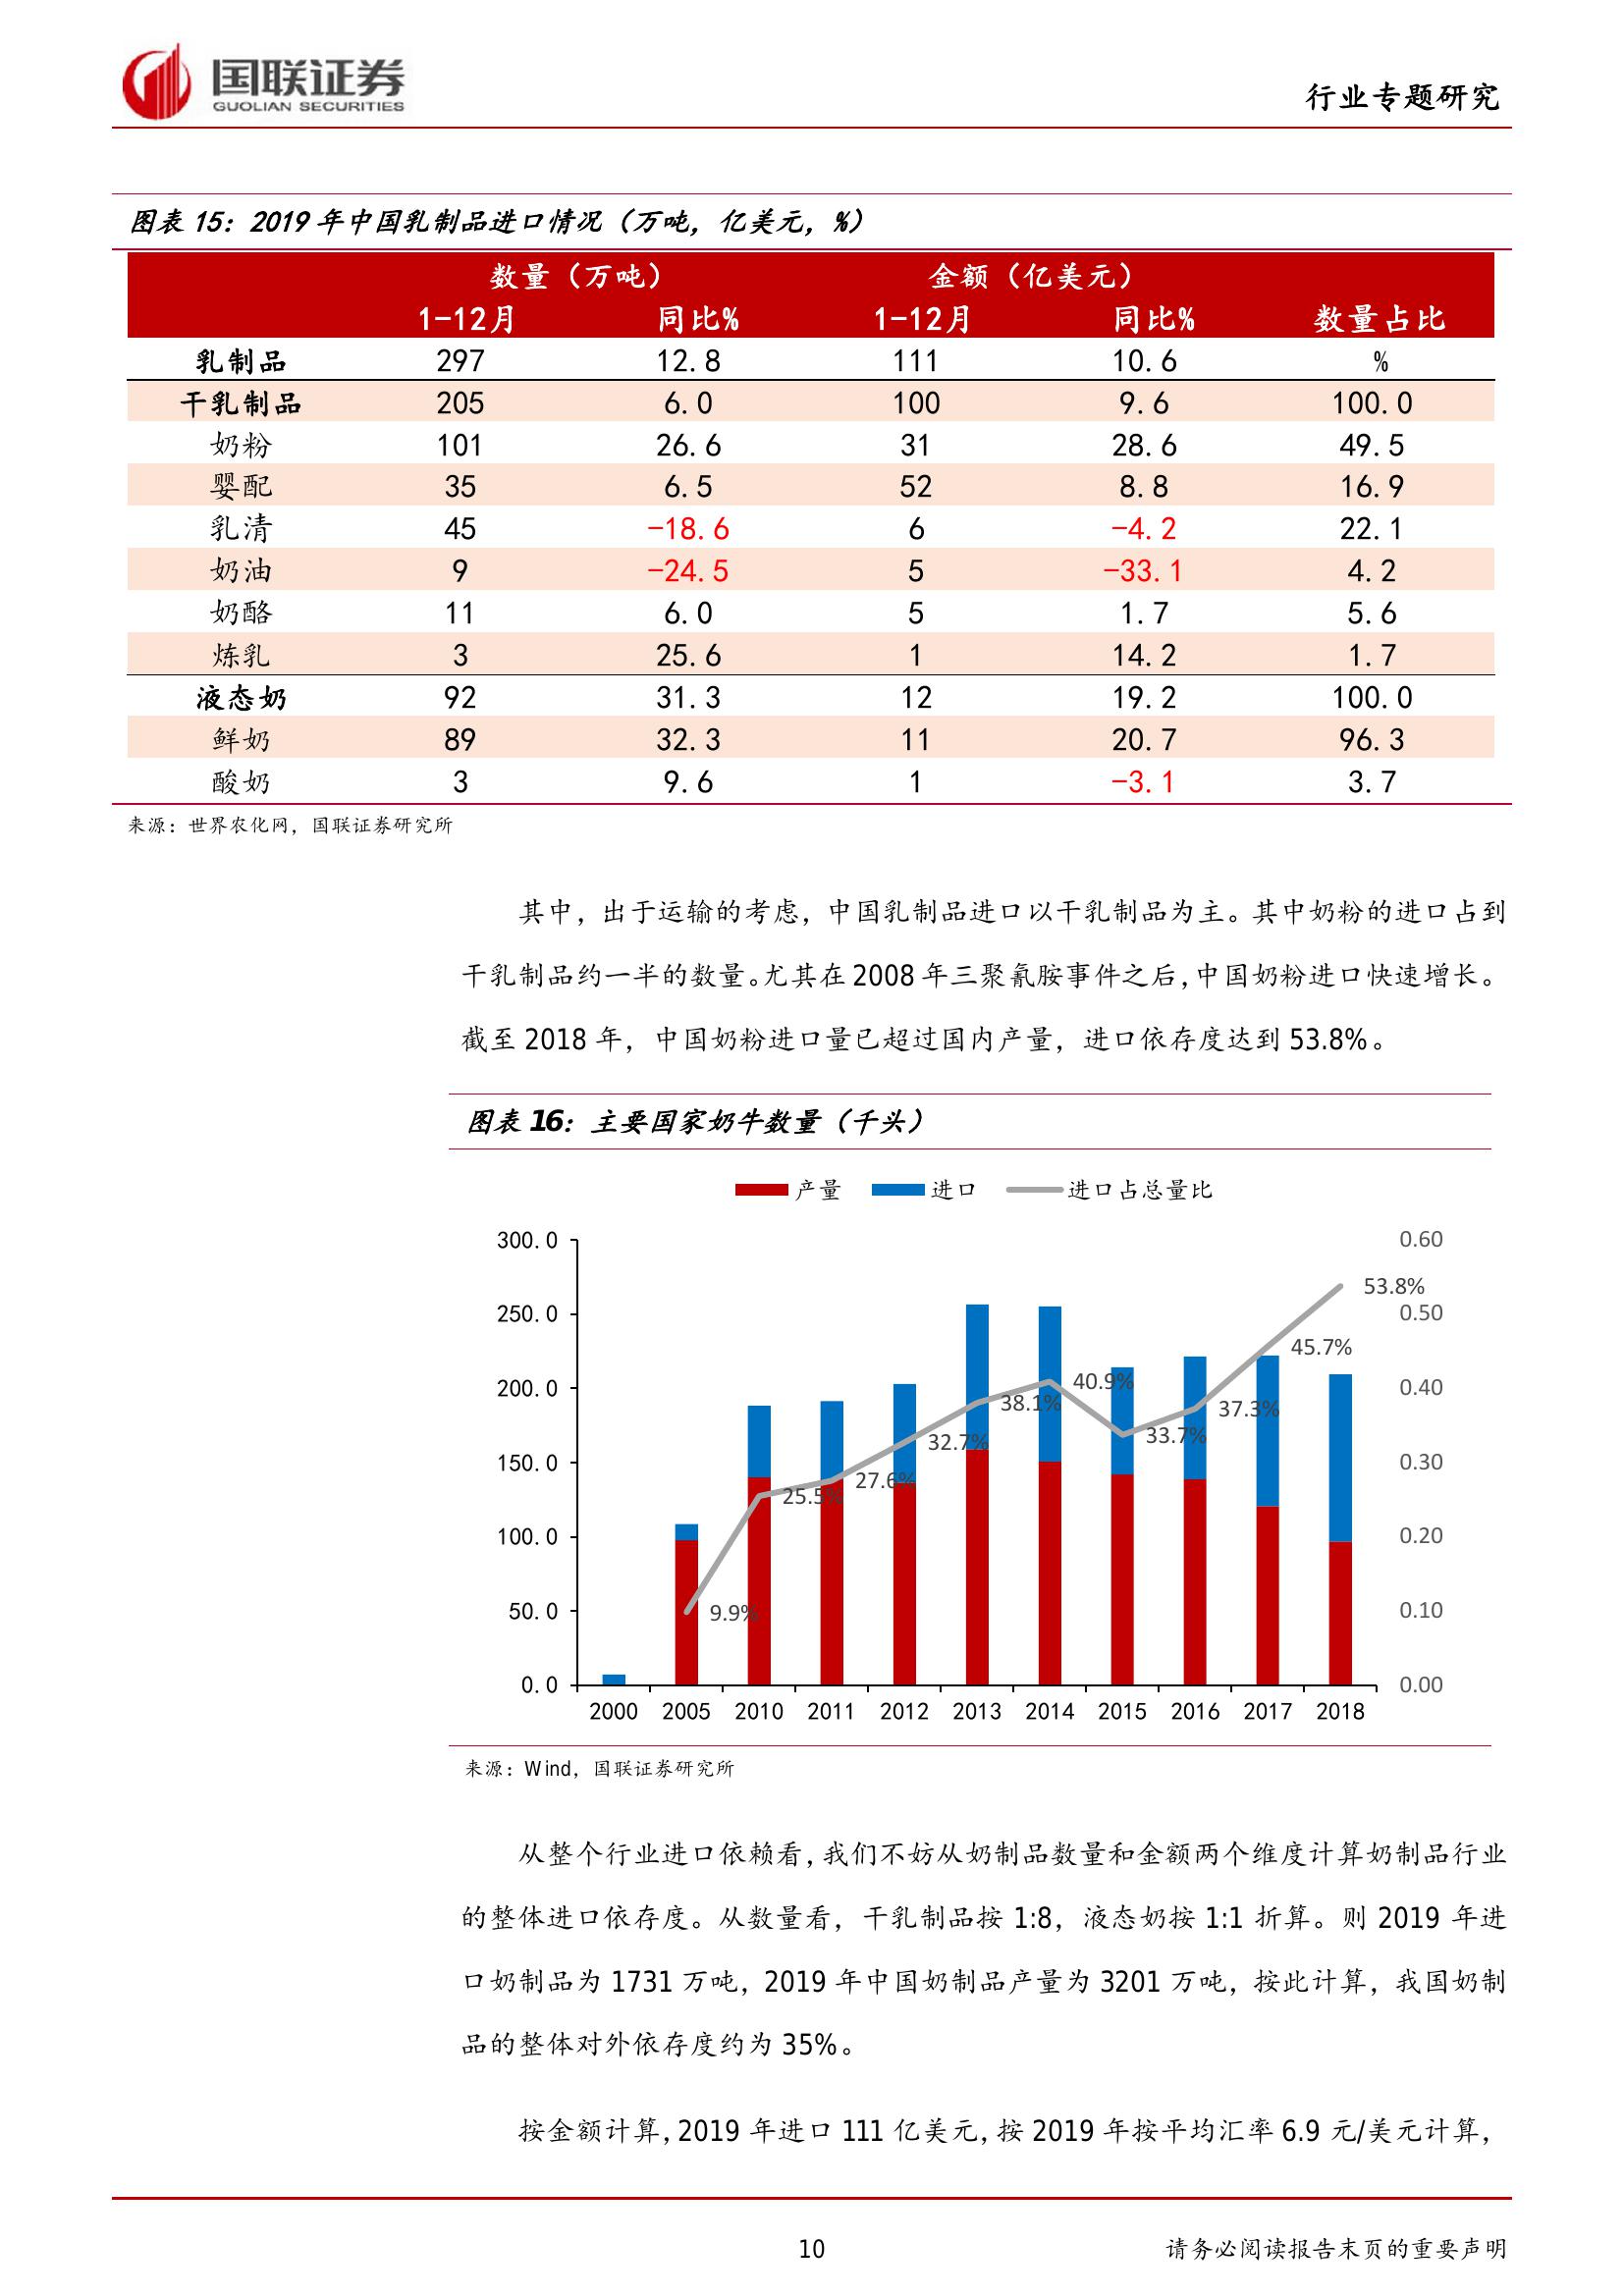 国联证券
GUOLIAN SECURITIES
行业专题研究
图表 15：2019 年中国乳制品进口情况（万吨，亿美元，%）
数量（万吨） 金额（亿美元）
1-12月 同比% 1-12月 同比% 数量占比
乳制品 297 12.8 111 10.6 %
干乳制品 205 6.0 100 9.6 100.0
奶粉 101 26.6 31 28.6 49.5
婴配 35 6.5 52 8.8 16.9
乳清 45 -18.6 6 -4.2 22.1
奶油 9 -24.5 5 -33.1 4.2
奶酪 11 6.0 5 1.7 5.6
炼乳 3 25.6 1 14.2 1.7
液态奶 92 31.3 12 19.2 100.0
鲜奶 89 32.3 11 20.7 96.3
酸奶 3 9.6 1 -3.1 3.7
来源：世界农化网，国联证券研究所
其中，出于运输的考虑，中国乳制品进口以干乳制品为主。其中奶粉的进口占到
干乳制品约一半的数量。尤其在 2008 年三聚氰胺事件之后，中国奶粉进口快速增长。
截至 2018 年，中国奶粉进口量已超过国内产量，进口依存度达到 53.8%。
图表 16：主要国家奶牛数量（千头）
产量 进口 进口占总量比
300.0 0.60
53.8%
250.0 0.50
45.7%
200.0 40.9% 0.40
38.1% 37.3%
32.7% 33.7%
150.0 0.30
25.5% 27.6%
100.0 0.20
50.0 9.9% 0.10
0.0 0.00
2000 2005 2010 2011 2012 2013 2014 2015 2016 2017 2018
来源：Wind，国联证券研究所
从整个行业进口依赖看，我们不妨从奶制品数量和金额两个维度计算奶制品行业
的整体进口依存度。从数量看，干乳制品按 1:8，液态奶按 1:1 折算。则 2019 年进
口奶制品为 1731 万吨，2019 年中国奶制品产量为 3201 万吨，按此计算，我国奶制
品的整体对外依存度约为 35%。
按金额计算，2019 年进口 111 亿美元，按 2019 年按平均汇率 6.9 元/美元计算，
10 请务必阅读报告末页的重要声明